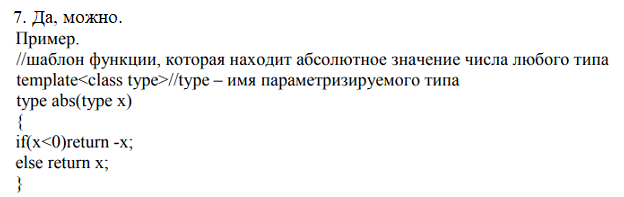 7. Да, можно.
Пример.
//шаблон функции, которая находит абсолютное значение числа любого типа
template<class type>//type – имя параметризируемого типа
type abs(type x)
{
if(x<0)return -x;
else return x;
}